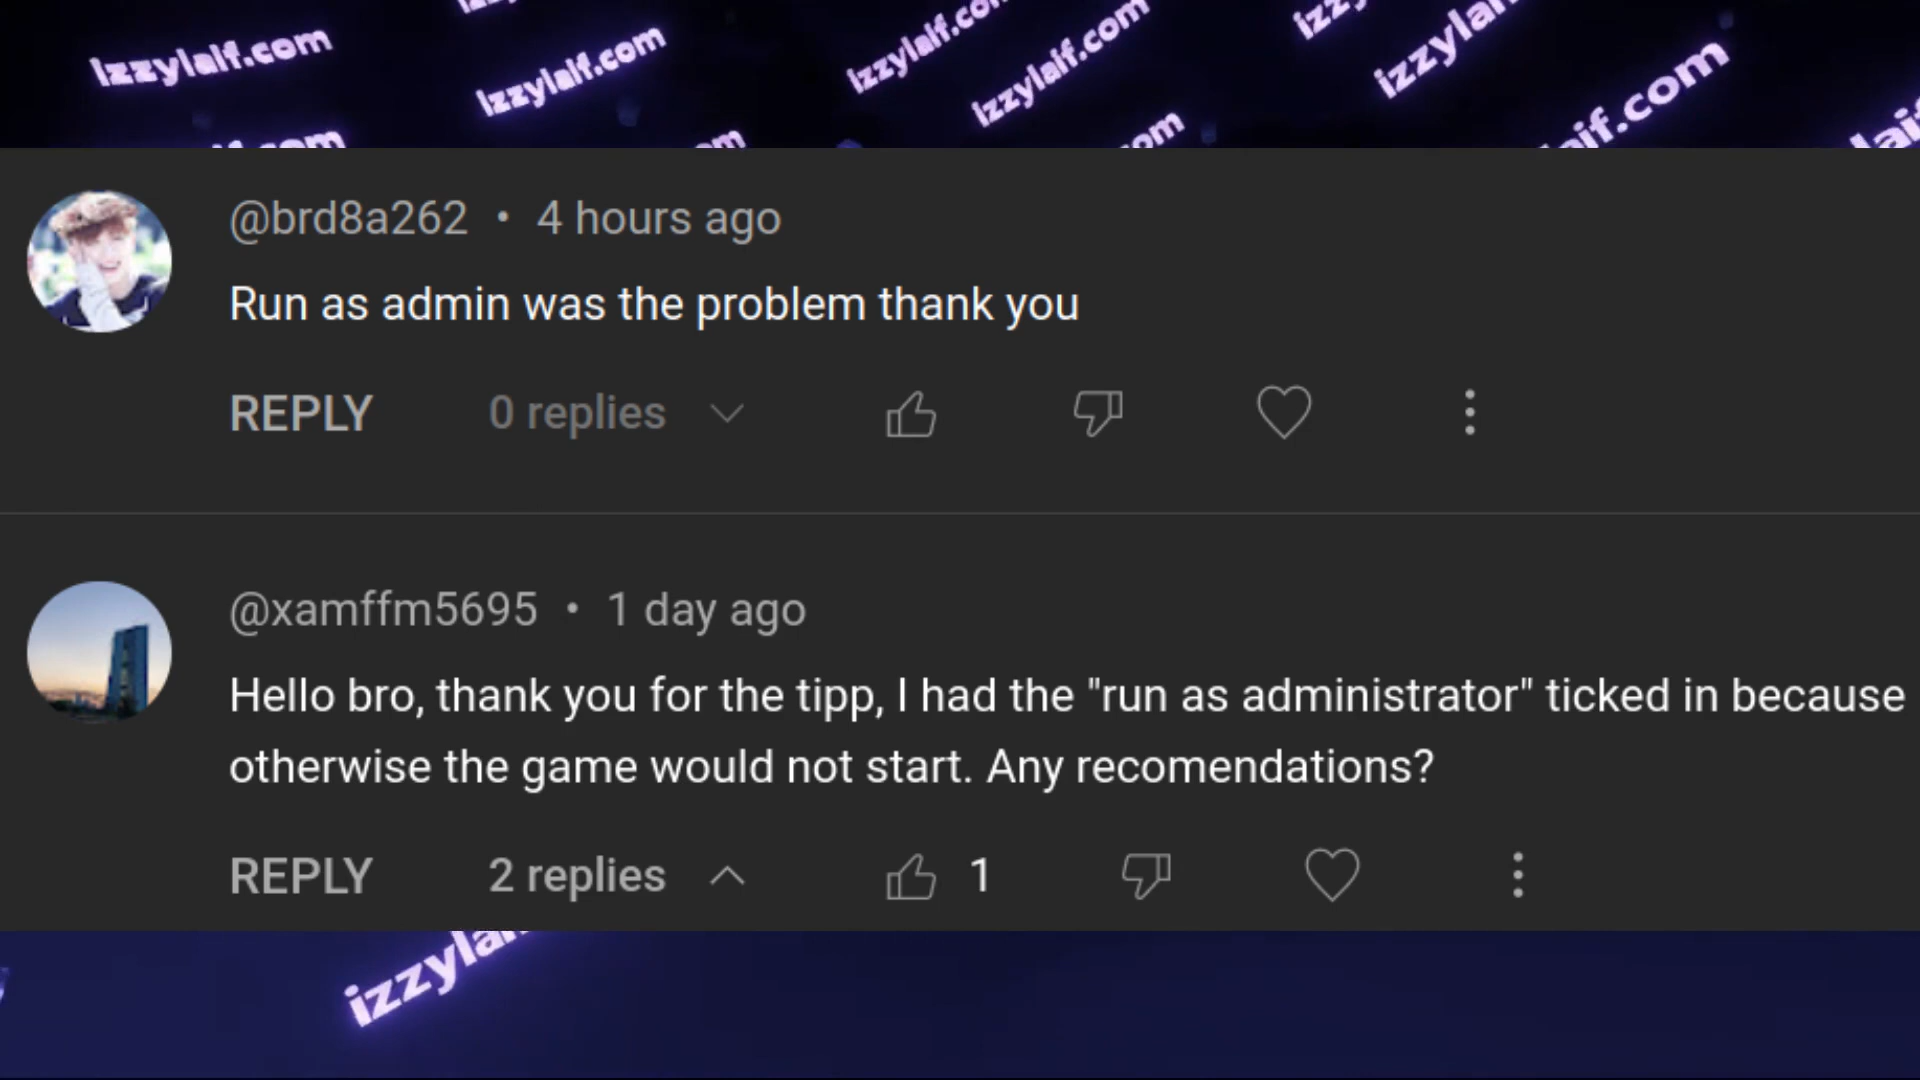 Izzylaif.com
Izzylaif.com
Izzylaif.com
Izzylaif.com
@brd8a262 • 4 hours ago
Run as admin was the problem thank you
REPLY 0 replies
@xamffm5695 • 1 day ago
Hello bro, thank you for the tipp, I had the "run as administrator" ticked in because
otherwise the game would not start. Any recomendations?
REPLY 2 replies 1